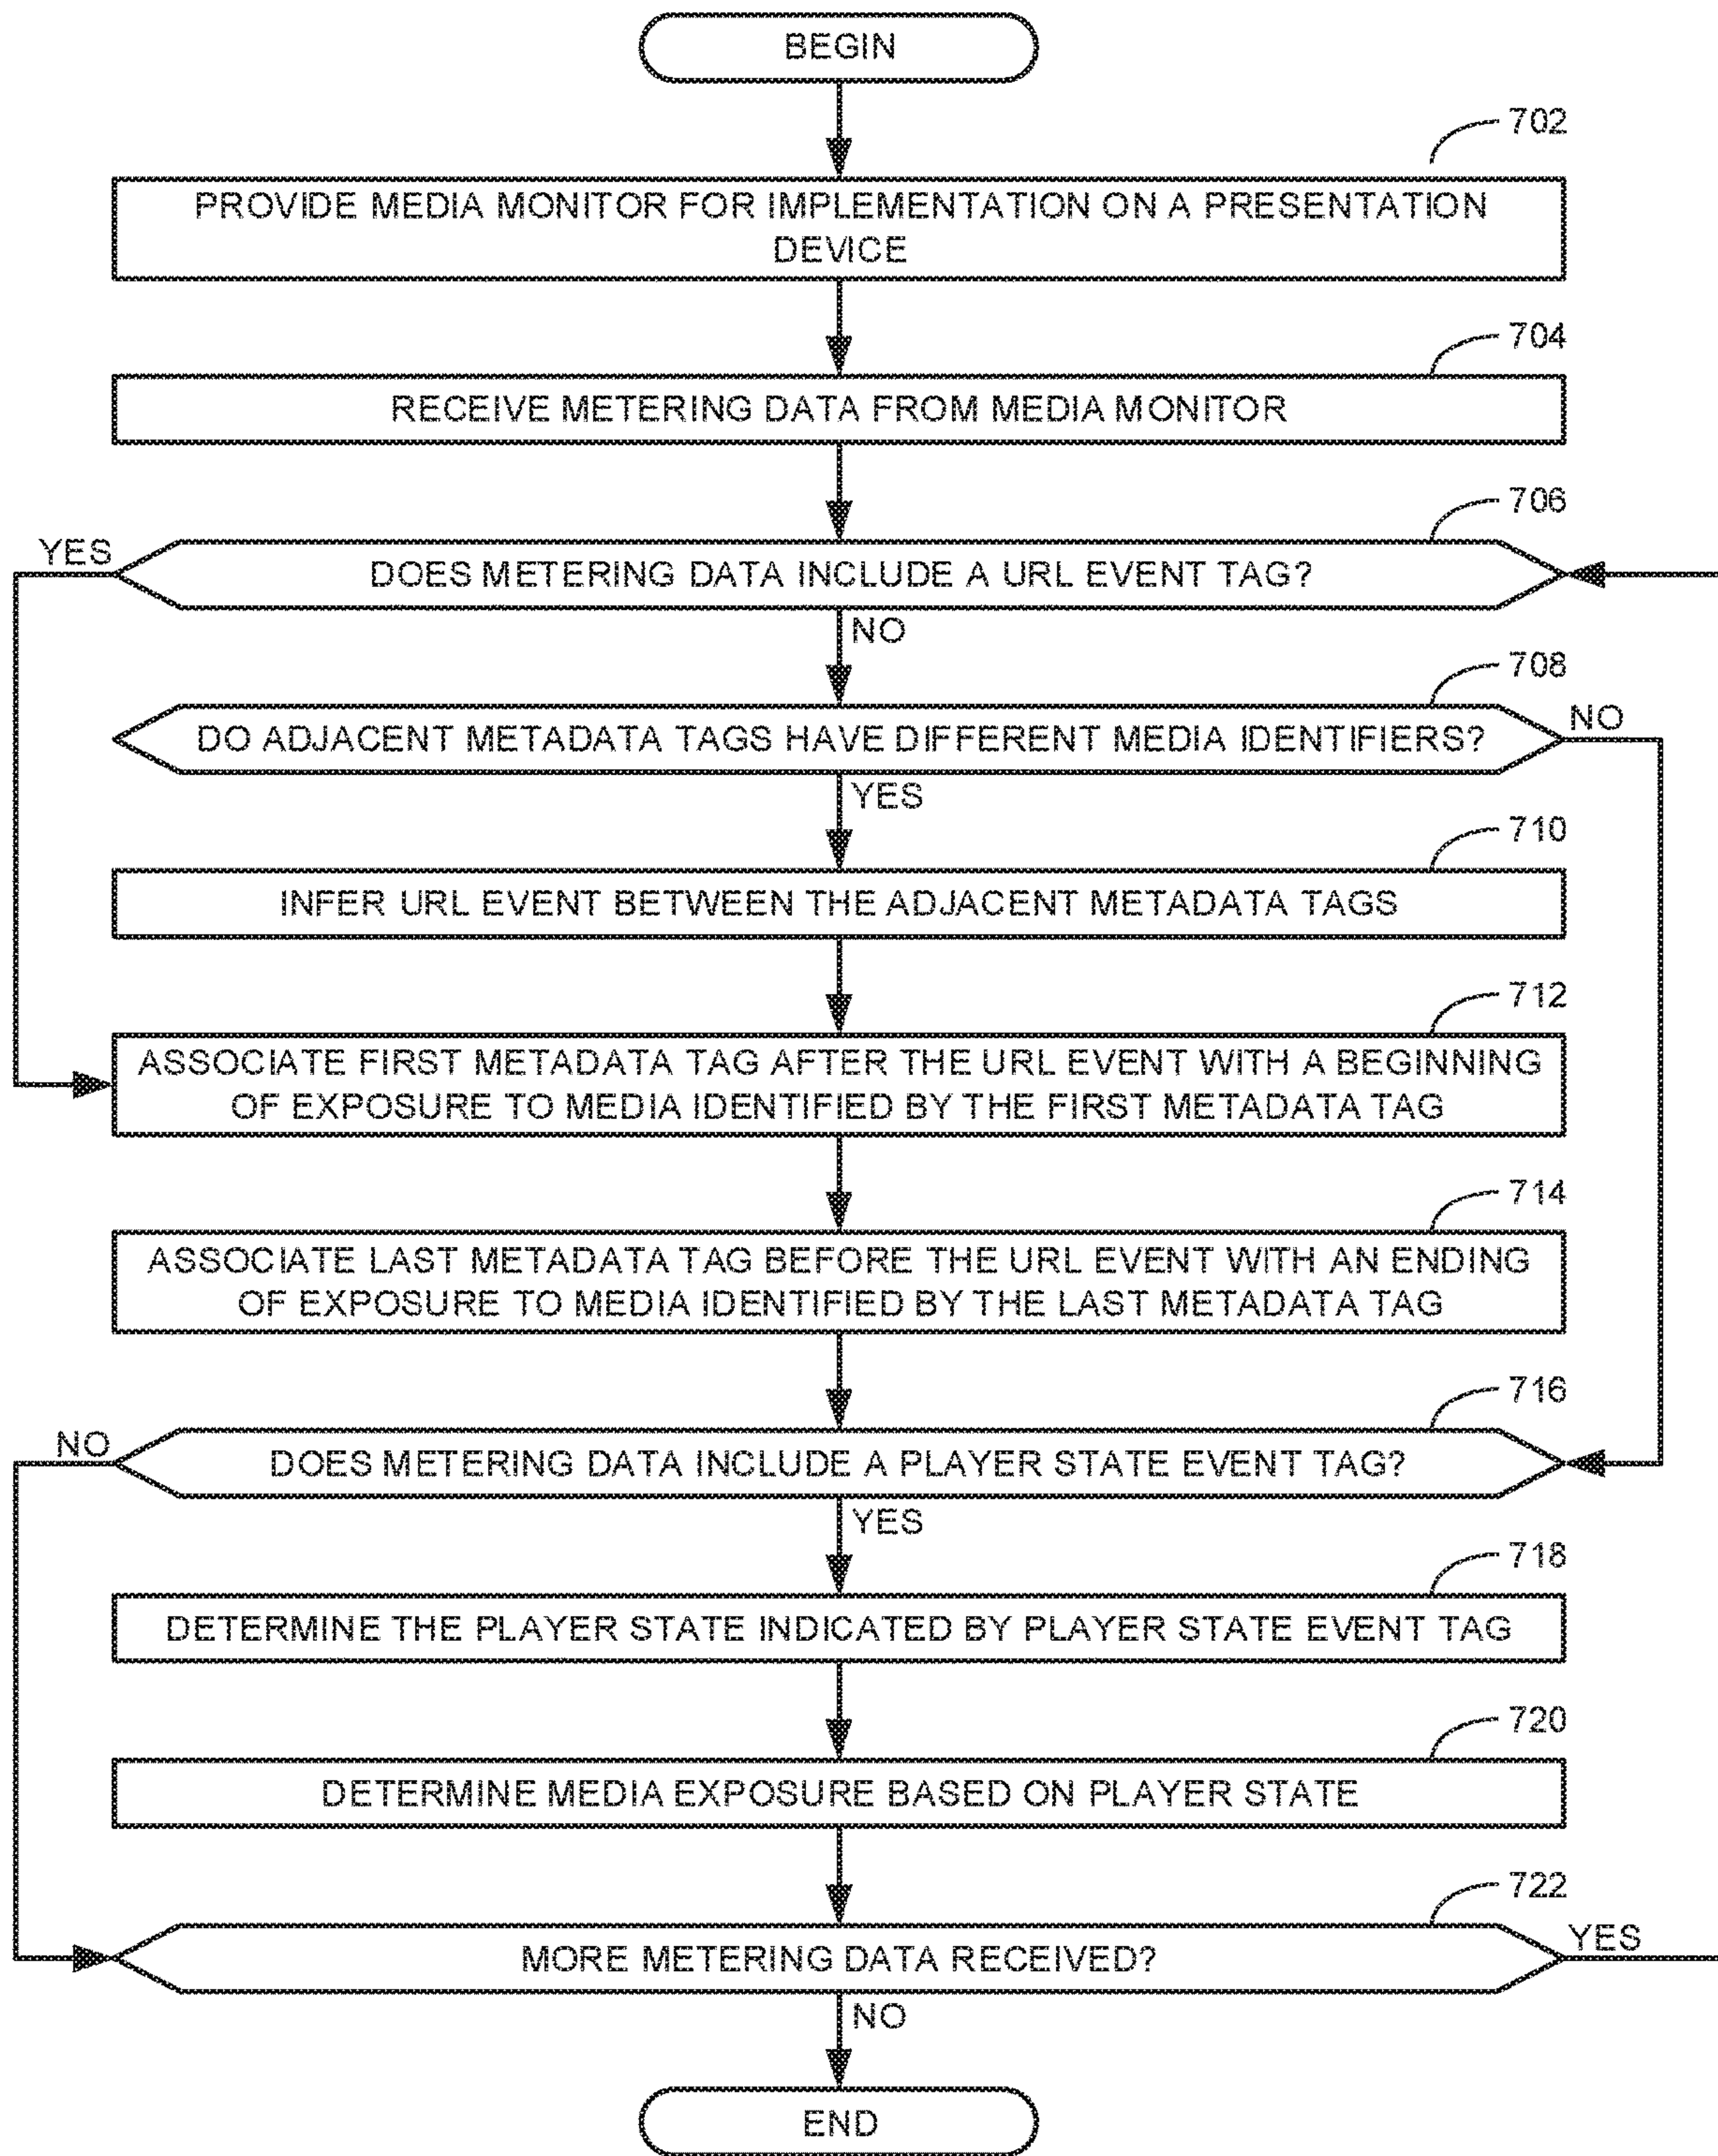 BEGIN
702
PROVIDE MEDIA MONITOR FOR IMPLEMENTATION ON A PRESENTATION
DEVICE
704
RECEIVE METERING DATA FROM MEDIA MONITOR
706
YES
DOES METERING DATA INCLUDE A URL EVENT TAG?
NO
708
DO ADJACENT METADATA TAGS HAVE DIFFERENT MEDIA IDENTIFIERS?
NO
YES
710
INFER URL EVENT BETWEEN THE ADJACENT METADATA TAGS
712
ASSOCIATE FIRST METADATA TAG AFTER THE URL EVENT WITH A BEGINNING
OF EXPOSURE TO MEDIA IDENTIFIED BY THE FIRST METADATA TAG
714
ASSOCIATE LAST METADATA TAG BEFORE THE URL EVENT WITH AN ENDING
OF EXPOSURE TO MEDIA IDENTIFIED BY THE LAST METADATA TAG
716
NO
DOES METERING DATA INCLUDE A PLAYER STATE EVENT TAG?
YES
718
DETERMINE THE PLAYER STATE INDICATED BY PLAYER STATE EVENT TAG
720
DETERMINE MEDIA EXPOSURE BASED ON PLAYER STATE
722
MORE METERING DATA RECEIVED?
YES
NO
END